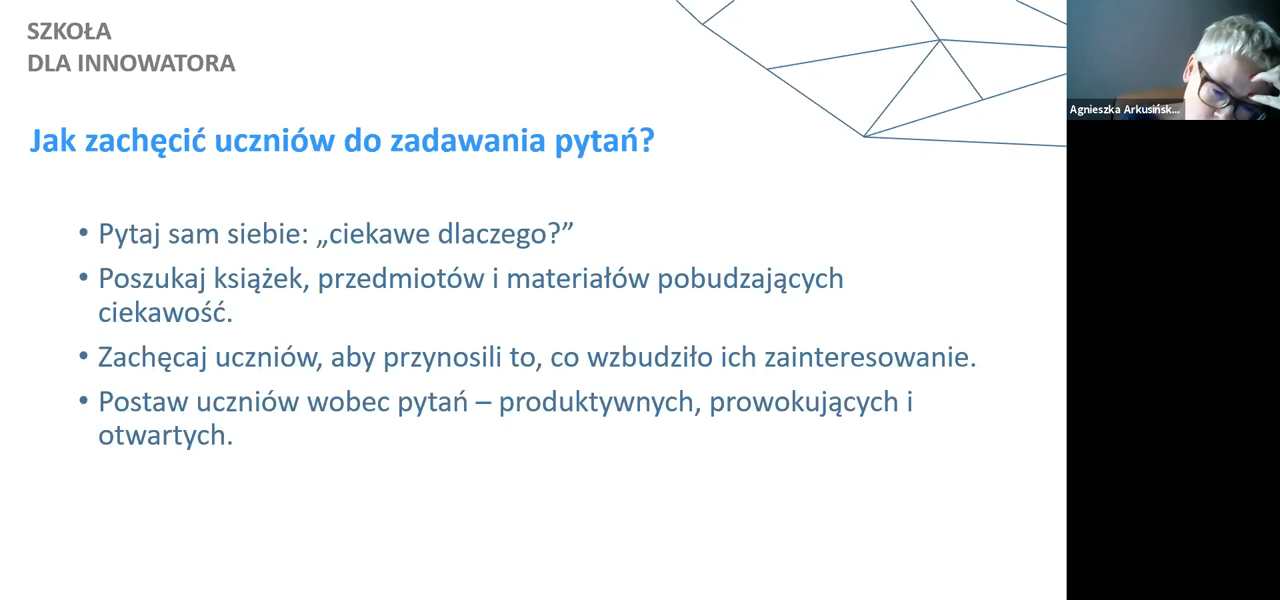 SZKOŁA
DLA INNOWATORA
Jak zachęcić uczniów do zadawania pytań?
• Pytaj sam siebie: „ciekawe dlaczego?”
• Poszukaj książek, przedmiotów i materiałów pobudzających
ciekawość.
• Zachęcaj uczniów, aby przynosili to, co wzbudziło ich zainteresowanie.
• Postaw uczniów wobec pytań – produktywnych, prowokujących i
otwartych.
Agnieszka Arkusińsk...